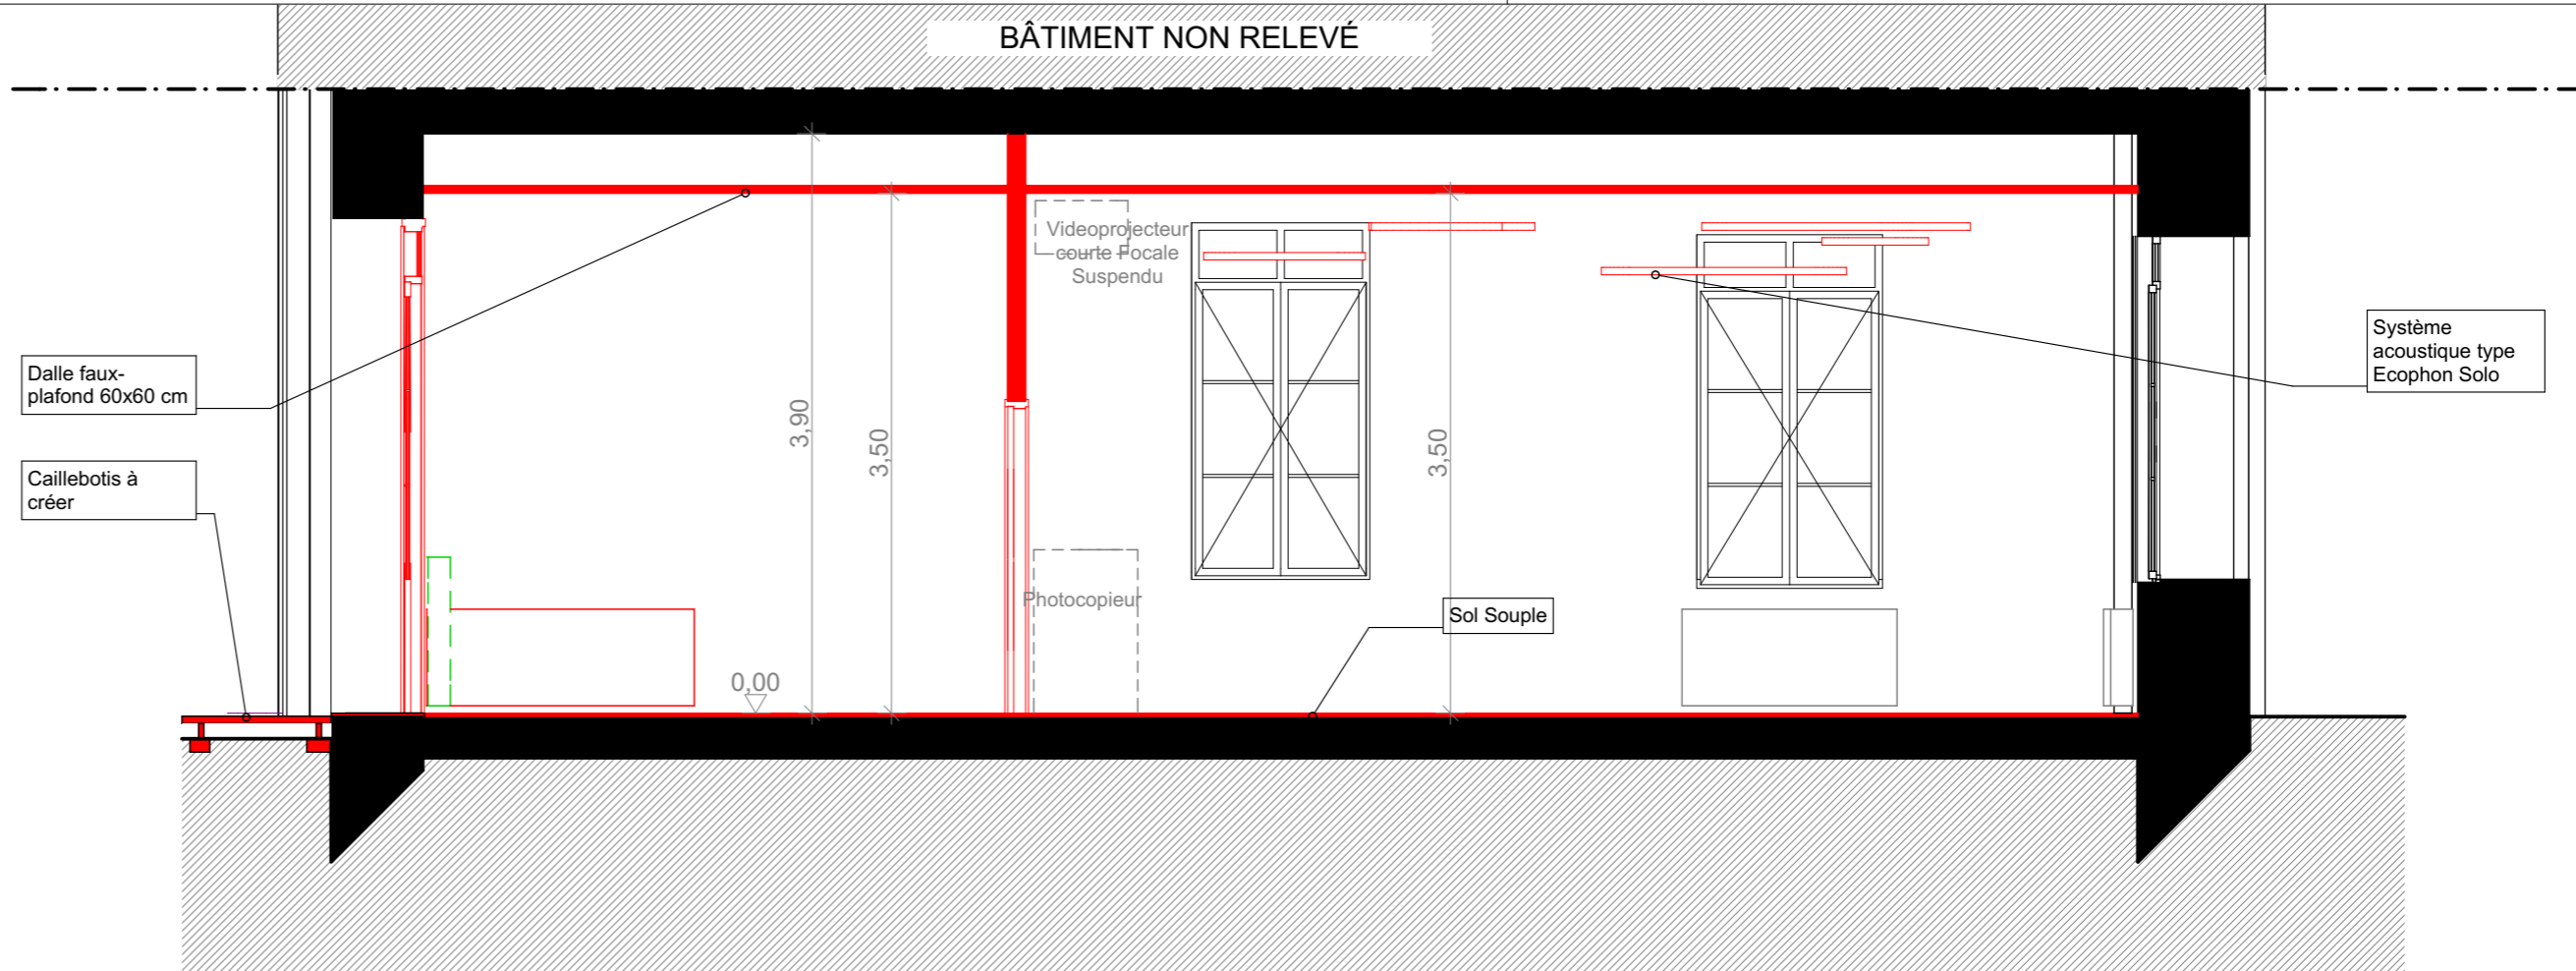 BÂTIMENT NON RELEVÉ
Videoprojecteur
courte Focale
Suspendu
Dalle faux-
plafond 60x60 cm
Système
acoustique type
Ecophon Solo
3,90
3,50
3,50
Caillebotis à
créer
Photocopieur
Sol Souple
0,00